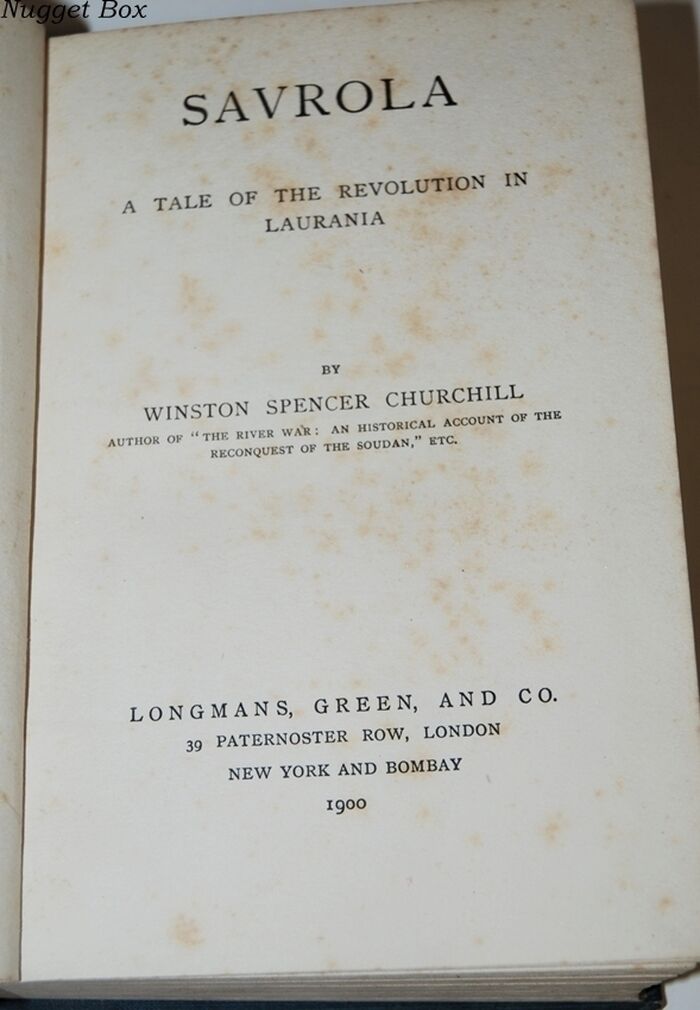 Nugget Box
SAVROLA
A TALE OF THE REVOLUTION IN
LAURANIA
BY
WINSTON SPENCER CHURCHILL
AUTHOR OF "THE RIVER WAR: AN HISTORICAL ACCOUNT OF THE
RECONQUEST OF THE SOUDAN," ETC.
LONGMANS, GREEN, AND CO.
39 PATERNOSTER ROW, LONDON
NEW YORK AND BOMBAY
1900